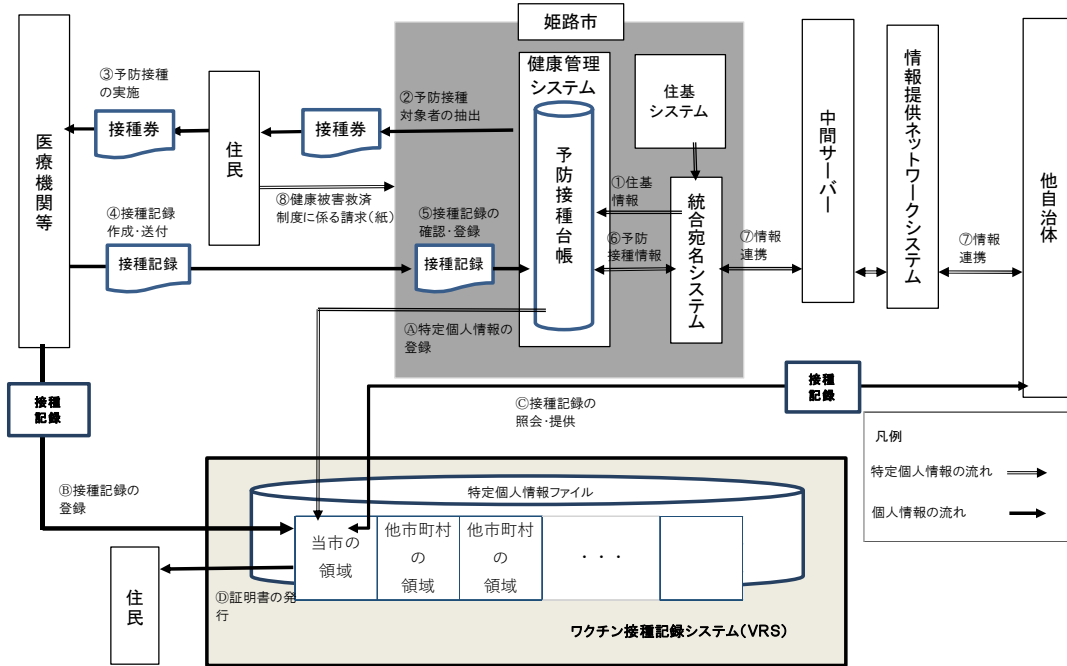 姫路市
健康管理
システム
住基
システム
予防接種台帳
統合宛名システム
①住基
情報
⑥予防
接種情報
②予防接種
対象者の抽出
接種券
住民
③予防接種
の実施
接種券
医療機関等
⑧健康被害救済
制度に係る請求(紙)
④接種記録
作成・送付
接種記録
⑤接種記録の
確認・登録
接種記録
⑦情報
連携
中間サーバー
情報提供ネットワークシステム
⑦情報
連携
他自治体
Ⓐ特定個人情報の
登録
接種
記録
Ⓑ接種記録の
登録
接種
記録
Ⓒ接種記録の
照会・提供
凡例
特定個人情報の流れ
個人情報の流れ
特定個人情報ファイル
当市の
領域
他市町村
の
領域
他市町村
の
領域
・・・
Ⓓ証明書の発
行
住民
ワクチン接種記録システム(VRS)